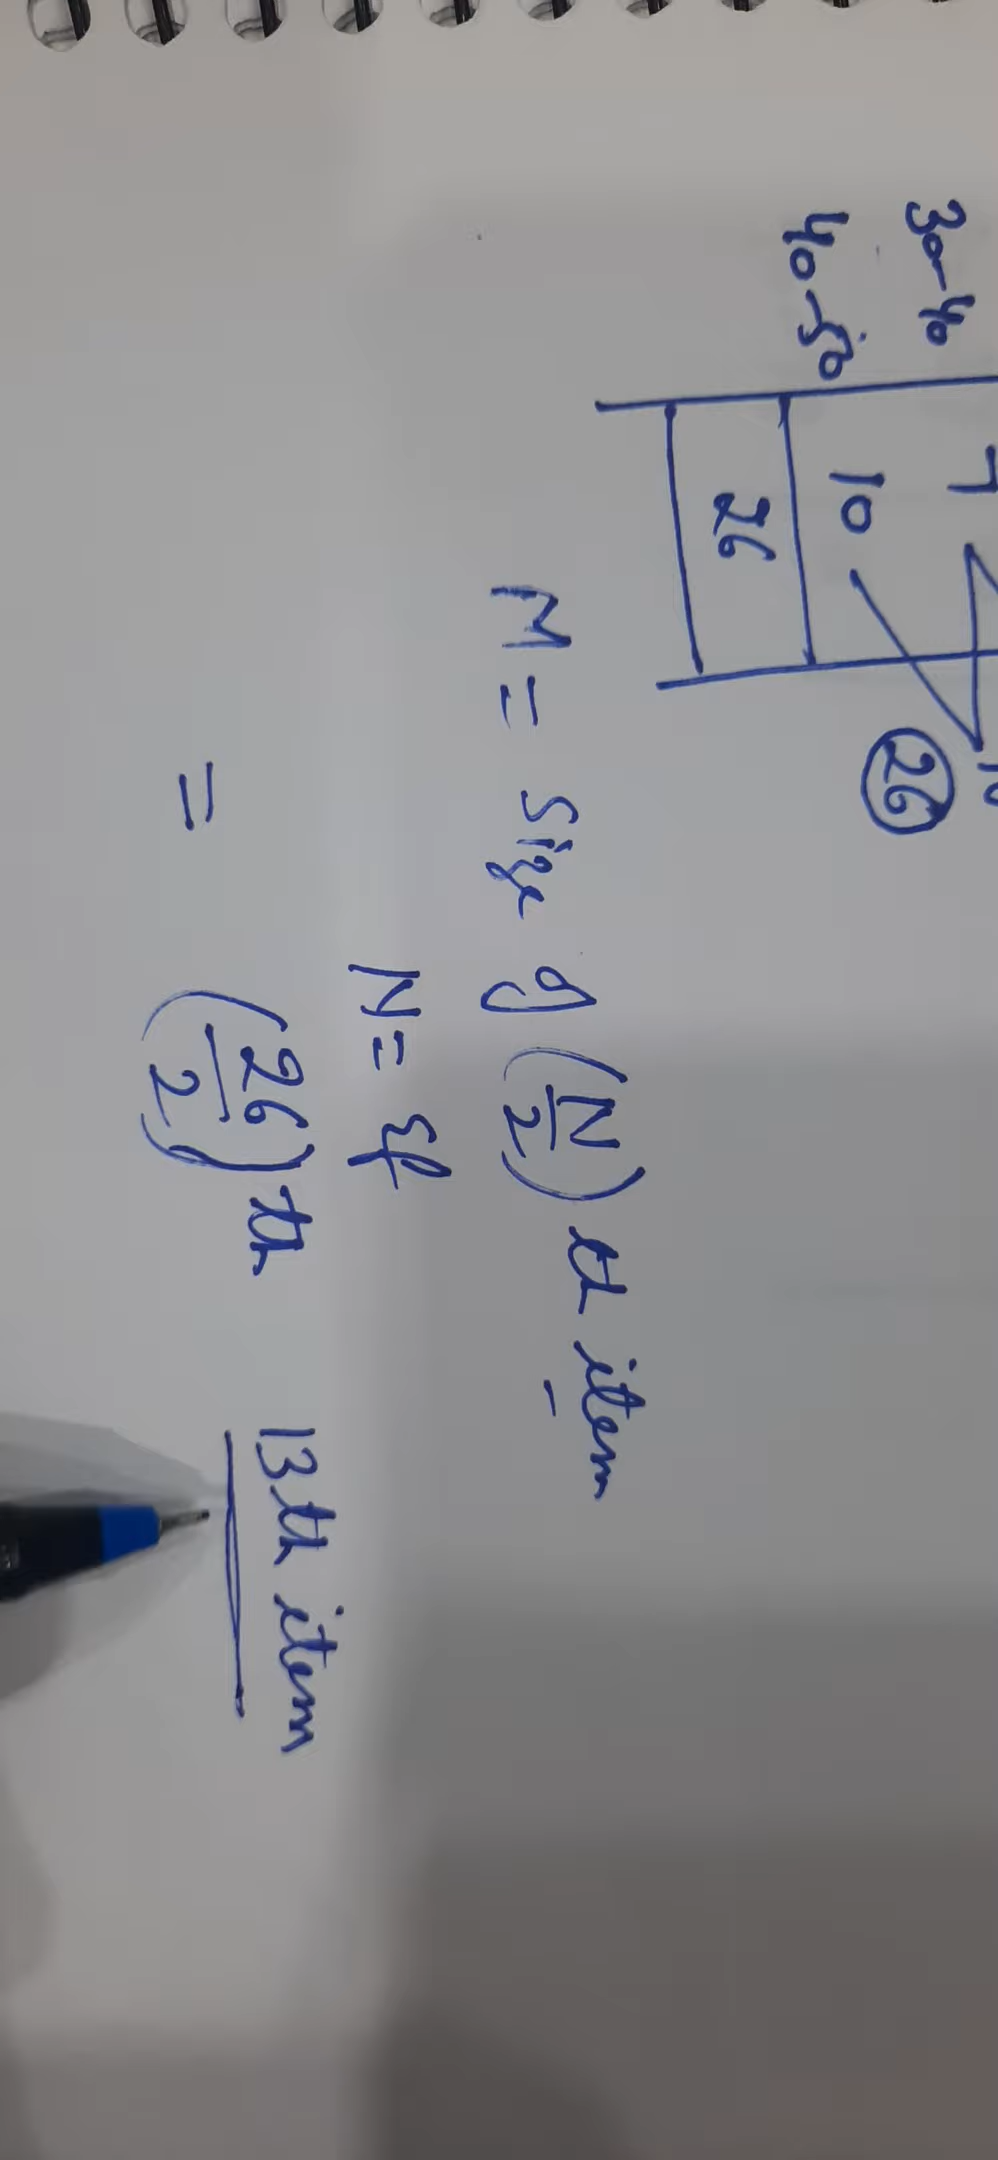 30-40 7
40-50 10 26
26
M = Size of (N/2) th item
N = Σf
= (26/2) th 13th item